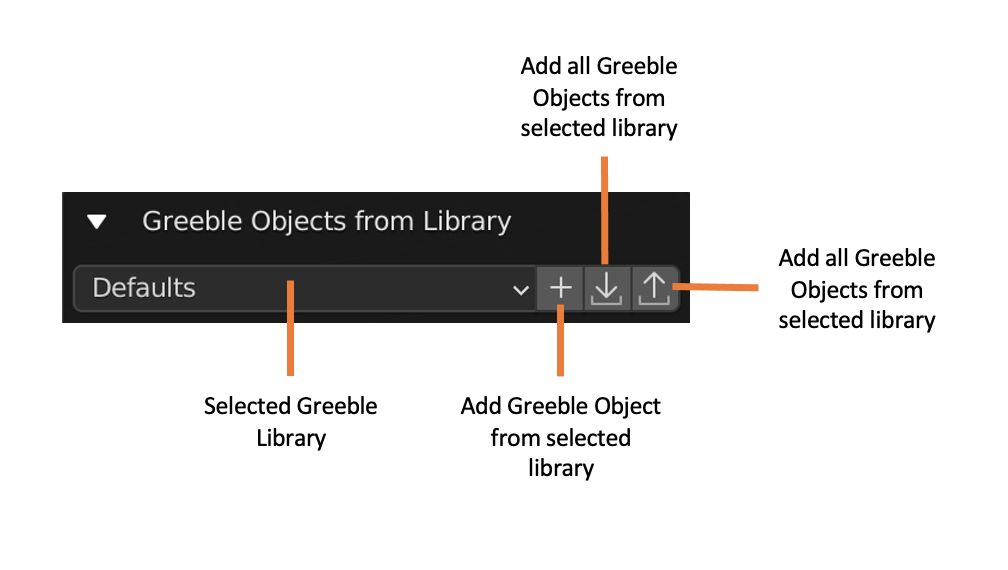 Add all Greeble
Objects from
selected library
Greeble Objects from Library
Defaults
Add all Greeble
Objects from
selected library
Selected Greeble
Library
Add Greeble Object
from selected
library